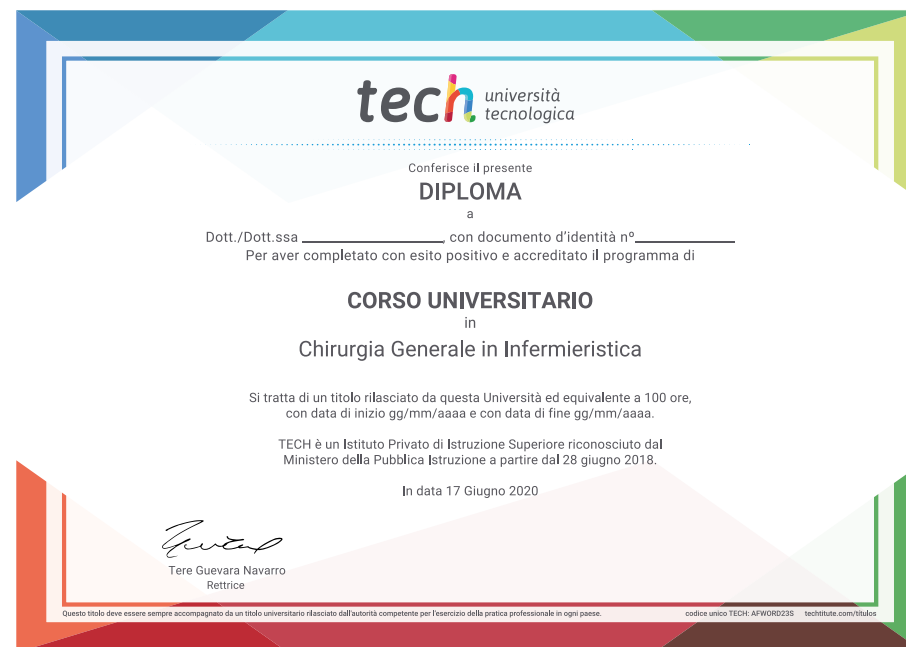 tech università
tecnologica
Conferisce il presente
DIPLOMA
a
Dott./Dott.ssa ____________________, con documento d'identità nº______________
Per aver completato con esito positivo e accreditato il programma di
CORSO UNIVERSITARIO
in
Chirurgia Generale in Infermieristica
Si tratta di un titolo rilasciato da questa Università ed equivalente a 100 ore,
con data di inizio gg/mm/aaaa e con data di fine gg/mm/aaaa.
TECH è un Istituto Privato di Istruzione Superiore riconosciuto dal
Ministero della Pubblica Istruzione a partire dal 28 giugno 2018.
In data 17 Giugno 2020
Tere Guevara Navarro
Rettrice
Questo titolo deve essere sempre accompagnato da un titolo universitario rilasciato dall'autorità competente per l'esercizio della pratica professionale in ogni paese. codice unico TECH: AFWORD23S techtitute.com/titulos